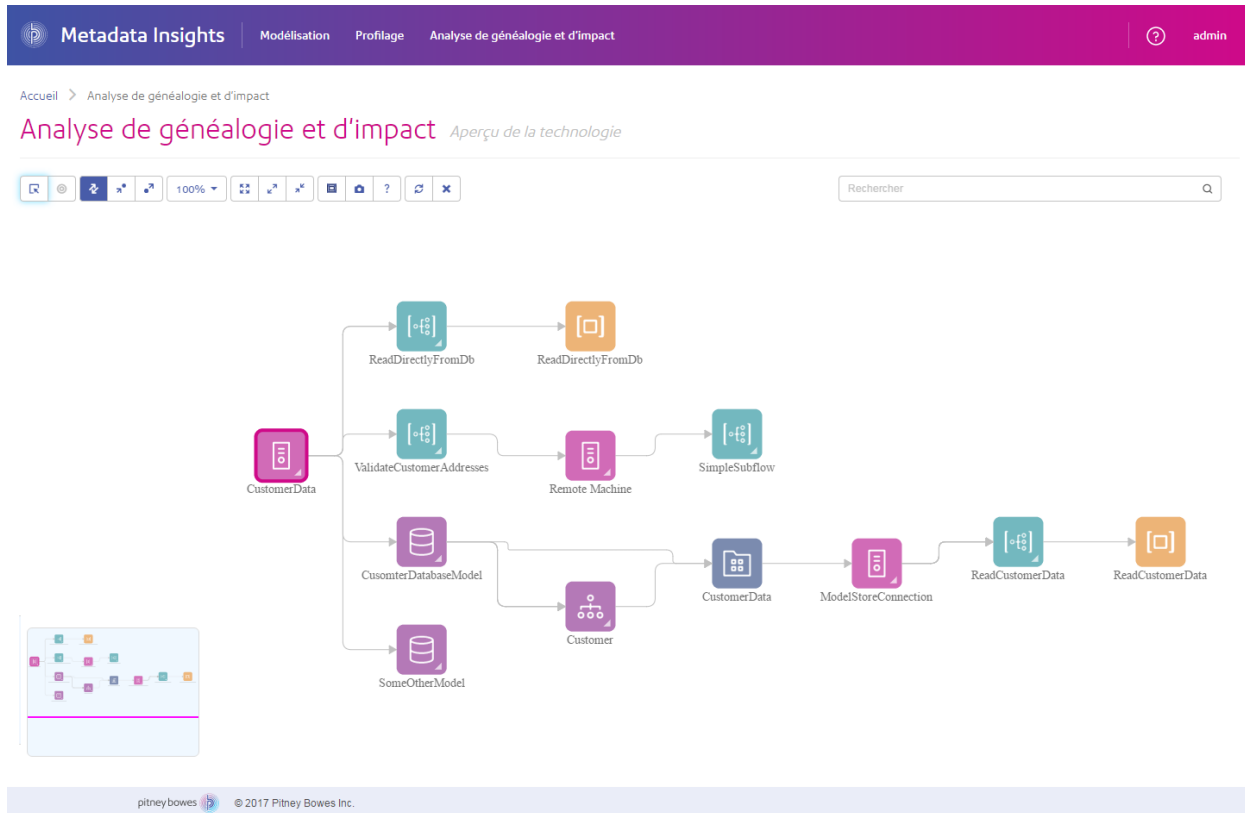 Metadata Insights Modélisation Profilage Analyse de généalogie et d'impact ? admin
Accueil > Analyse de généalogie et d'impact
Analyse de généalogie et d'impact Aperçu de la technologie
100% ? Rechercher
ReadDirectlyFromDb ReadDirectlyFromDb
ValidateCustomerAddresses SimpleSubflow
CustomerData Remote Machine
CusomterDatabaseModel ReadCustomerData ReadCustomerData
CustomerData ModelStoreConnection
Customer
SomeOtherModel
pitney bowes © 2017 Pitney Bowes Inc.